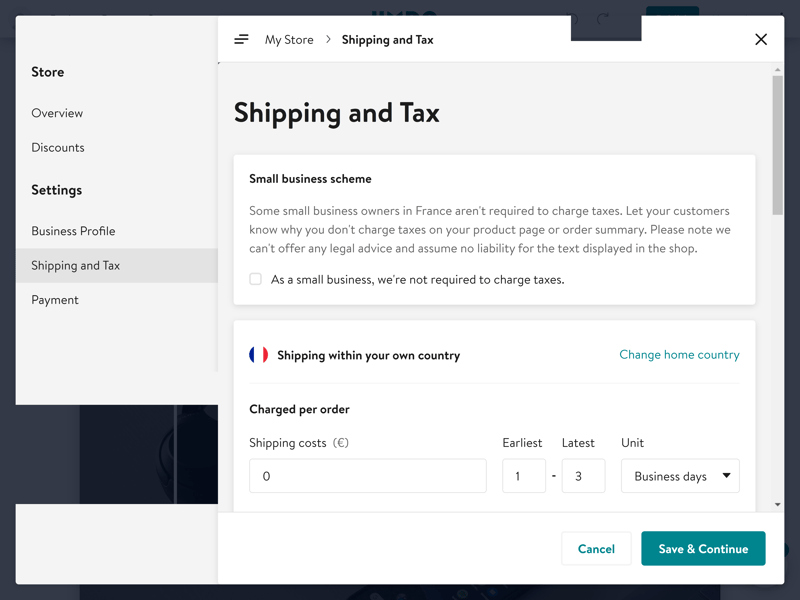 My Store > Shipping and Tax
Store
Overview
Discounts
Settings
Business Profile
Shipping and Tax
Payment
Shipping and Tax
Small business scheme
Some small business owners in France aren't required to charge taxes. Let your customers
know why you don't charge taxes on your product page or order summary. Please note we
can't offer any legal advice and assume no liability for the text displayed in the shop.
As a small business, we're not required to charge taxes.
Shipping within your own country
Change home country
Charged per order
Shipping costs (€) Earliest Latest Unit
0 1 - 3 Business days
Cancel Save & Continue